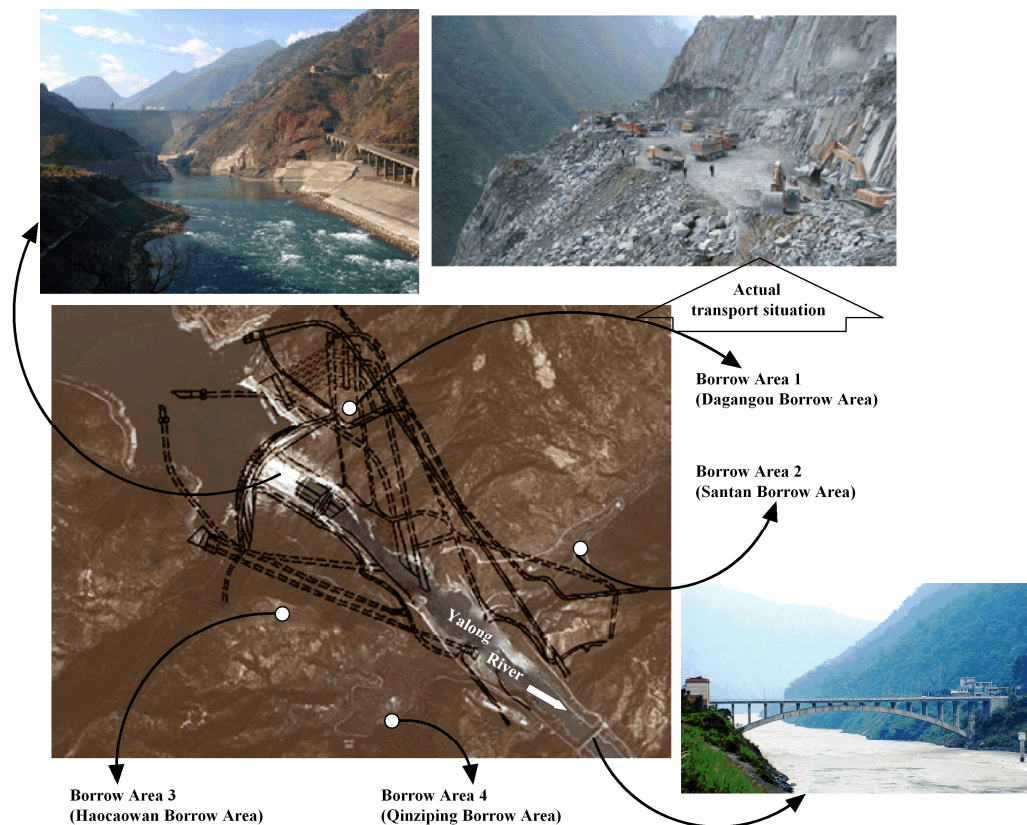 Actual
transport situation
Borrow Area 1
(Dagangou Borrow Area)
Borrow Area 2
(Santan Borrow Area)
Yalong
River
Borrow Area 3
(Haocaowan Borrow Area)
Borrow Area 4
(Qinziping Borrow Area)